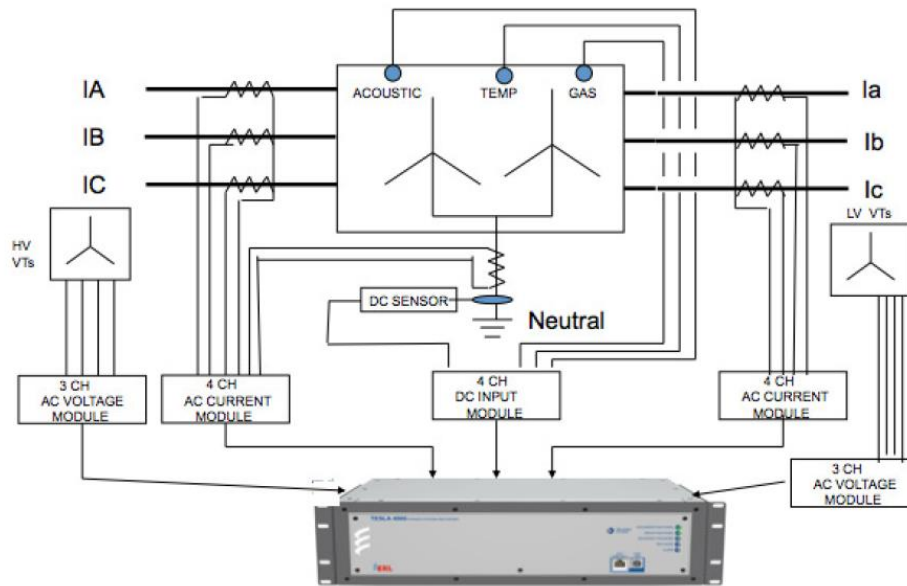 ACOUSTIC
TEMP
GAS
IA
IB
IC
Ia
Ib
Ic
HV
VTs
LV VTs
DC SENSOR
Neutral
3 CH
AC VOLTAGE
MODULE
4 CH
AC CURRENT
MODULE
4 CH
DC INPUT
MODULE
4 CH
AC CURRENT
MODULE
3 CH
AC VOLTAGE
MODULE
TESLA 4000
ERL